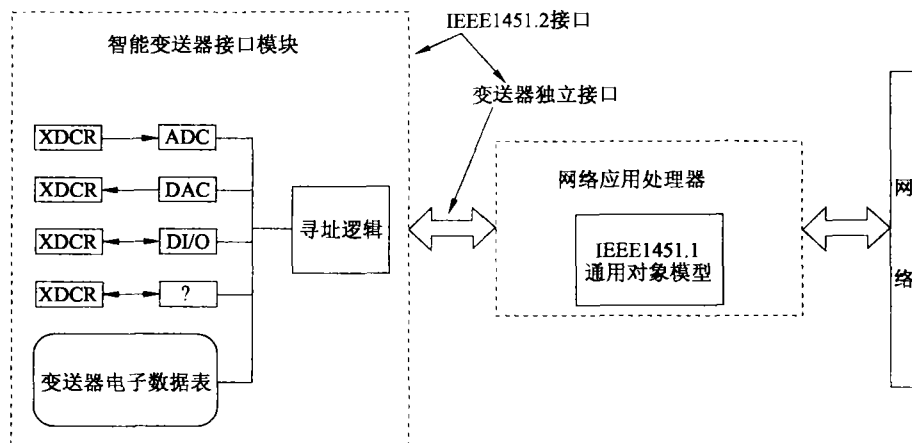 IEEE1451.2接口
智能变送器接口模块
变送器独立接口
XDCR
ADC
XDCR
DAC
XDCR
DI/O
XDCR
?
变送器电子数据表
寻址逻辑
网络应用处理器
IEEE1451.1
通用对象模型
网
络